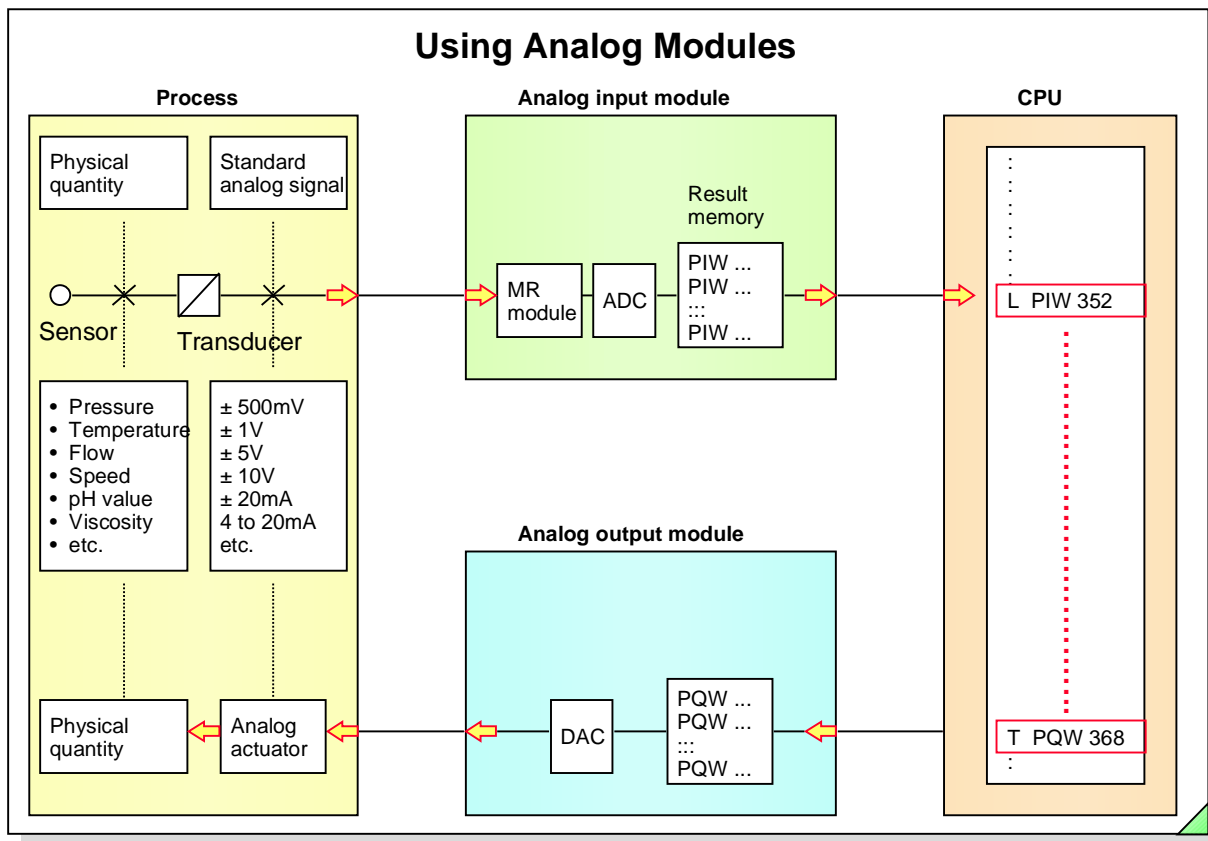 Using Analog Modules
Process
Analog input module
CPU
Physical
quantity
Standard
analog signal
Sensor
Transducer
• Pressure
• Temperature
• Flow
• Speed
• pH value
• Viscosity
• etc.
± 500mV
± 1V
± 5V
± 10V
± 20mA
4 to 20mA
etc.
Physical
quantity
Analog
actuator
MR
module
ADC
Result
memory
PIW ...
PIW ...
:::
PIW ...
Analog output module
DAC
PQW ...
PQW ...
:::
PQW ...
:
:
:
:
:
:
:
L PIW 352
T PQW 368
: